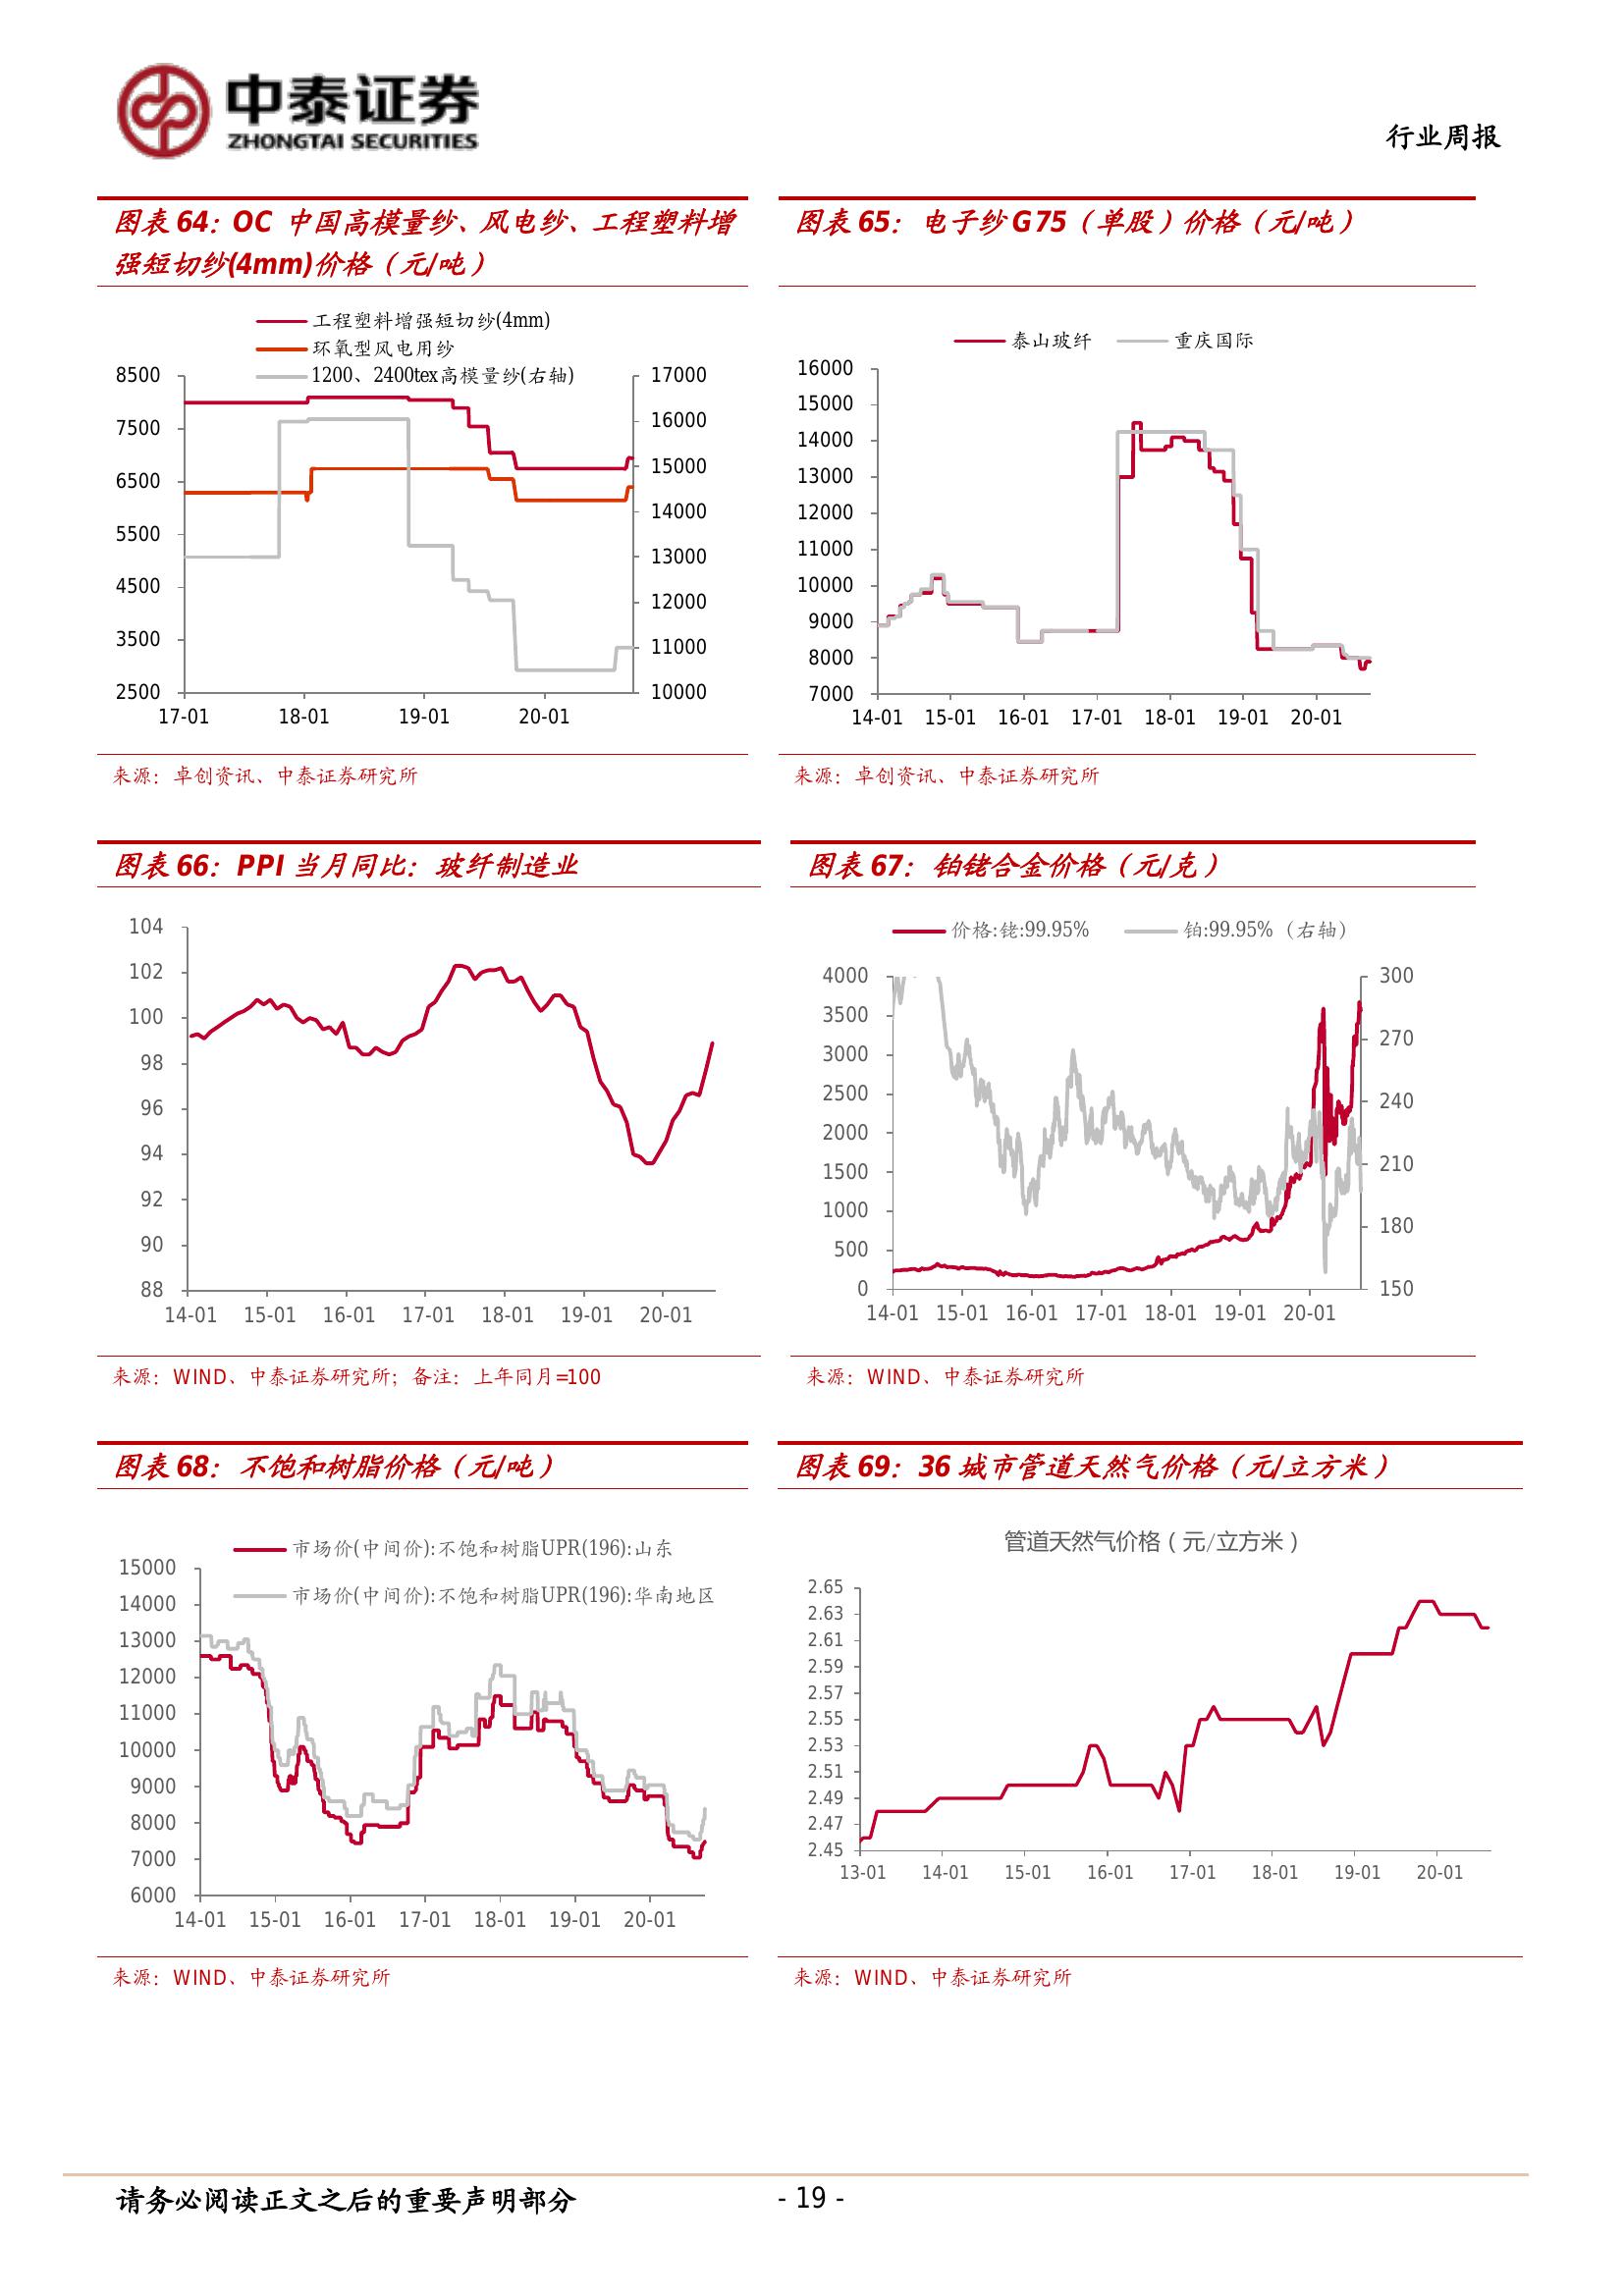 中泰证券
ZHONGTAI SECURITIES
行业周报
图表 64：OC 中国高模量纱、风电纱、工程塑料增
强短切纱(4mm)价格（元/吨）
工程塑料增强短切纱(4mm)
环氧型风电用纱
1200、2400tex高模量纱(右轴)
8500
7500
6500
5500
4500
3500
2500
17000
16000
15000
14000
13000
12000
11000
10000
17-01 18-01 19-01 20-01
来源：卓创资讯、中泰证券研究所
图表 65：电子纱 G75（单股）价格（元/吨）
泰山玻纤 重庆国际
16000
15000
14000
13000
12000
11000
10000
9000
8000
7000
14-01 15-01 16-01 17-01 18-01 19-01 20-01
来源：卓创资讯、中泰证券研究所
图表 66：PPI 当月同比：玻纤制造业
104
102
100
98
96
94
92
90
88
14-01 15-01 16-01 17-01 18-01 19-01 20-01
来源：WIND、中泰证券研究所；备注：上年同月=100
图表 67：铂铑合金价格（元/克）
价格:铑:99.95% 铂:99.95%（右轴）
4000
3500
3000
2500
2000
1500
1000
500
0
300
270
240
210
180
150
14-01 15-01 16-01 17-01 18-01 19-01 20-01
来源：WIND、中泰证券研究所
图表 68：不饱和树脂价格（元/吨）
市场价(中间价):不饱和树脂UPR(196):山东
市场价(中间价):不饱和树脂UPR(196):华南地区
15000
14000
13000
12000
11000
10000
9000
8000
7000
6000
14-01 15-01 16-01 17-01 18-01 19-01 20-01
来源：WIND、中泰证券研究所
图表 69：36 城市管道天然气价格（元/立方米）
管道天然气价格（元/立方米）
2.65
2.63
2.61
2.59
2.57
2.55
2.53
2.51
2.49
2.47
2.45
13-01 14-01 15-01 16-01 17-01 18-01 19-01 20-01
来源：WIND、中泰证券研究所
请务必阅读正文之后的重要声明部分
- 19 -